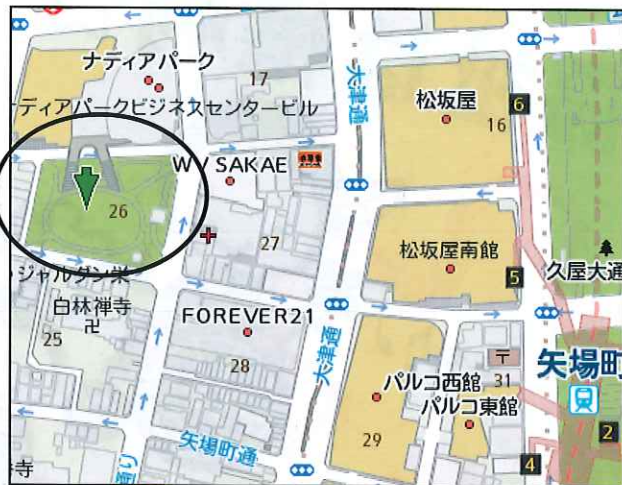 ナディアパーク
17
ディアパークビジネスセンタービル
大津通
松坂屋
16
6
W V SAKAE
26
27
松坂屋南館
5
久屋大通
ジャルダン栄
白林禅寺
卍
25
FOREVER21
28
大津通
〒
31
矢場町
パルコ西館
パルコ東館
29
2
4
矢場町通
寺
通り